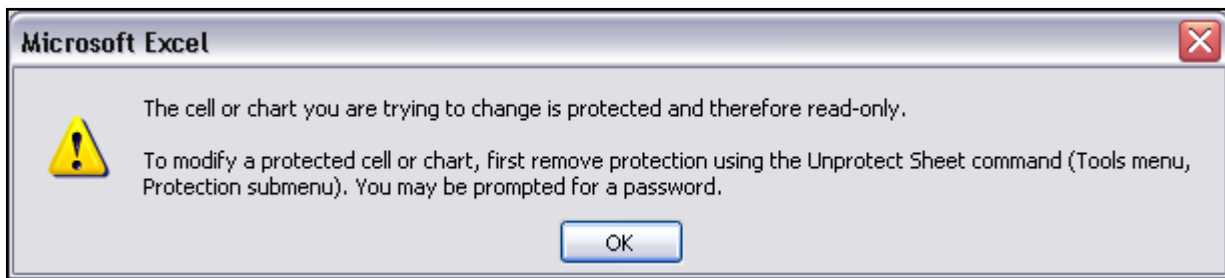 Microsoft Excel
The cell or chart you are trying to change is protected and therefore read-only.
To modify a protected cell or chart, first remove protection using the Unprotect Sheet command (Tools menu,
Protection submenu). You may be prompted for a password.
OK